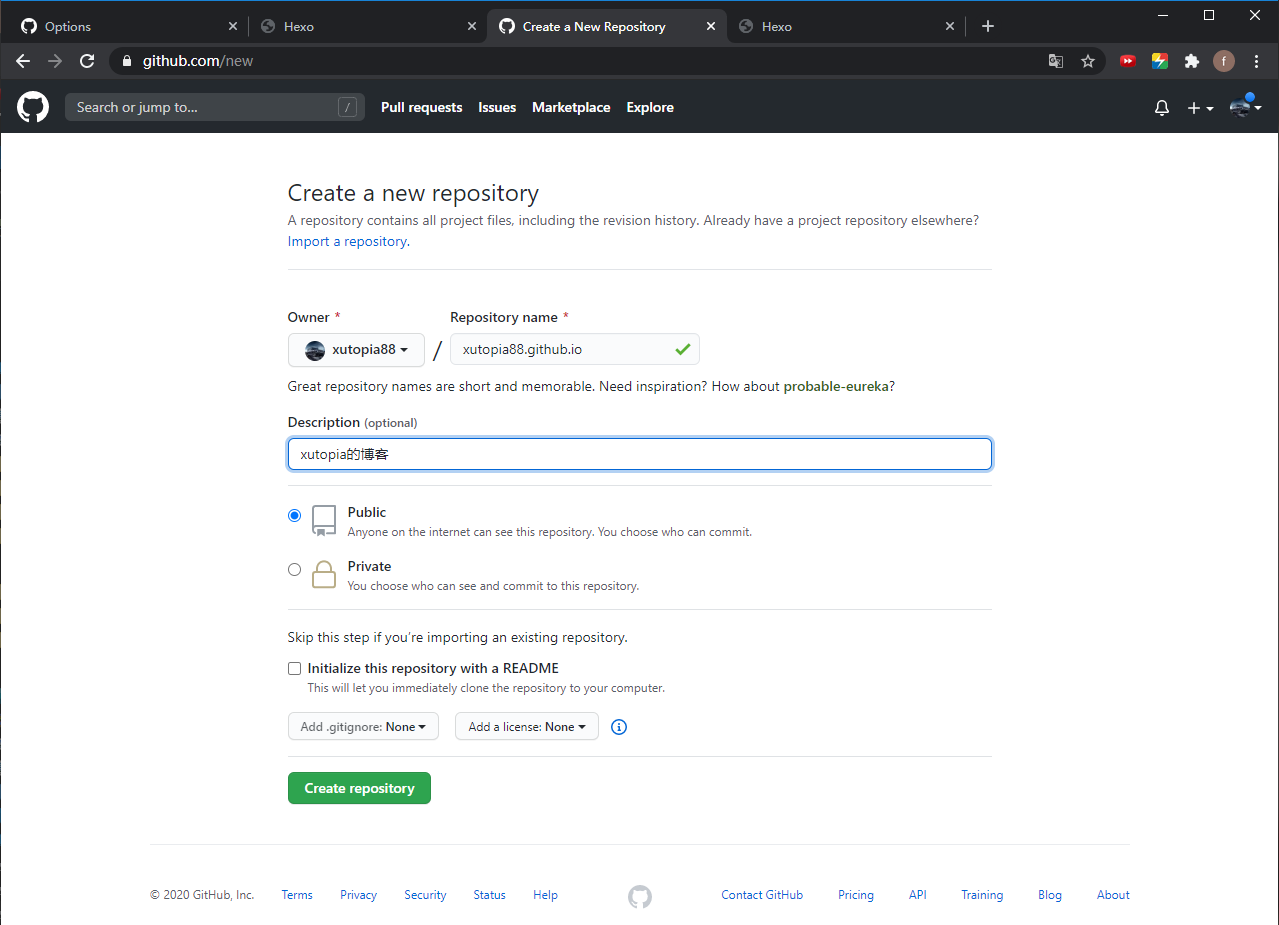 Options
Hexo
Create a New Repository
Hexo
github.com/new
f
Search or jump to...
/
Pull requests Issues Marketplace Explore
Create a new repository
A repository contains all project files, including the revision history. Already have a project repository elsewhere?
Import a repository.
Owner * Repository name *
xutopia88 / xutopia88.github.io
Great repository names are short and memorable. Need inspiration? How about probable-eureka?
Description (optional)
xutopia的博客
Public
Anyone on the internet can see this repository. You choose who can commit.
Private
You choose who can see and commit to this repository.
Skip this step if you’re importing an existing repository.
Initialize this repository with a README
This will let you immediately clone the repository to your computer.
Add .gitignore: None Add a license: None
Create repository
© 2020 GitHub, Inc. Terms Privacy Security Status Help Contact GitHub Pricing API Training Blog About